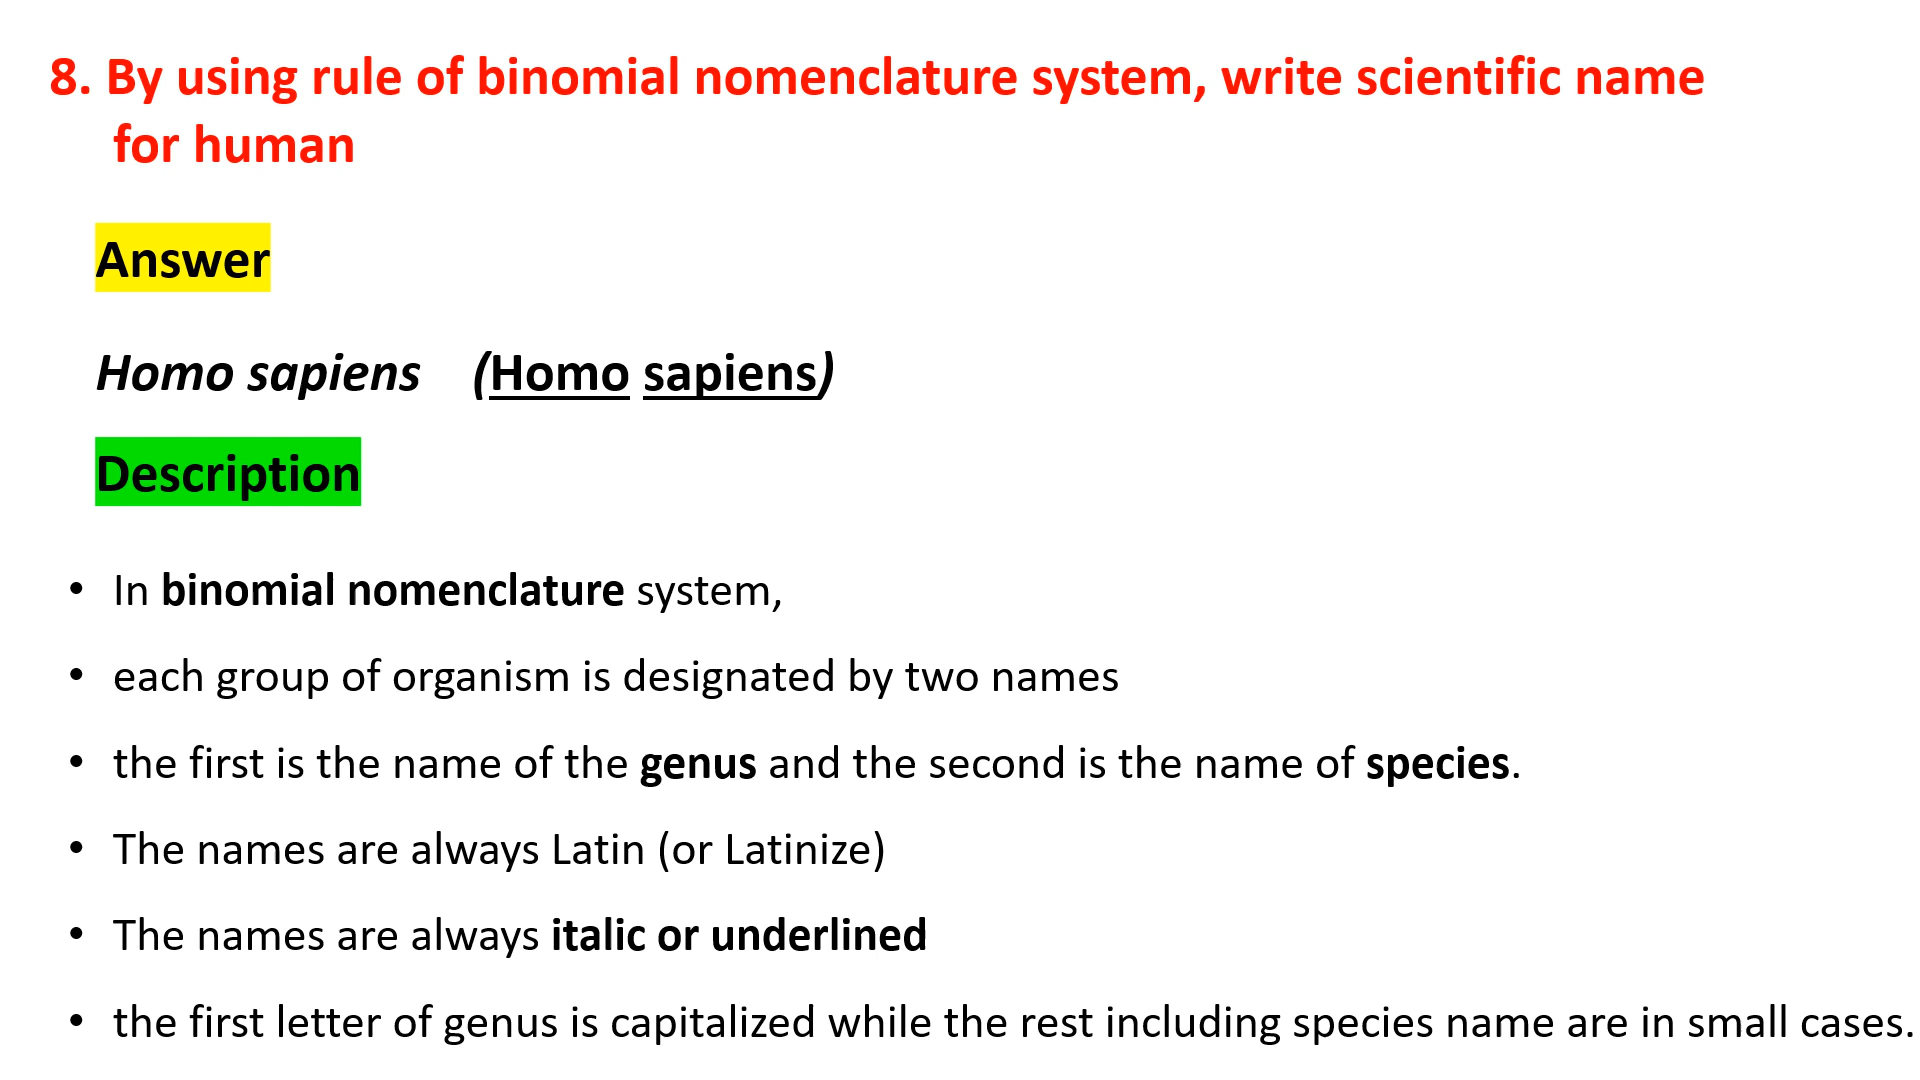 8. By using rule of binomial nomenclature system, write scientific name
for human
Answer
Homo sapiens (Homo sapiens)
Description
• In binomial nomenclature system,
• each group of organism is designated by two names
• the first is the name of the genus and the second is the name of species.
• The names are always Latin (or Latinize)
• The names are always italic or underlined
• the first letter of genus is capitalized while the rest including species name are in small cases.